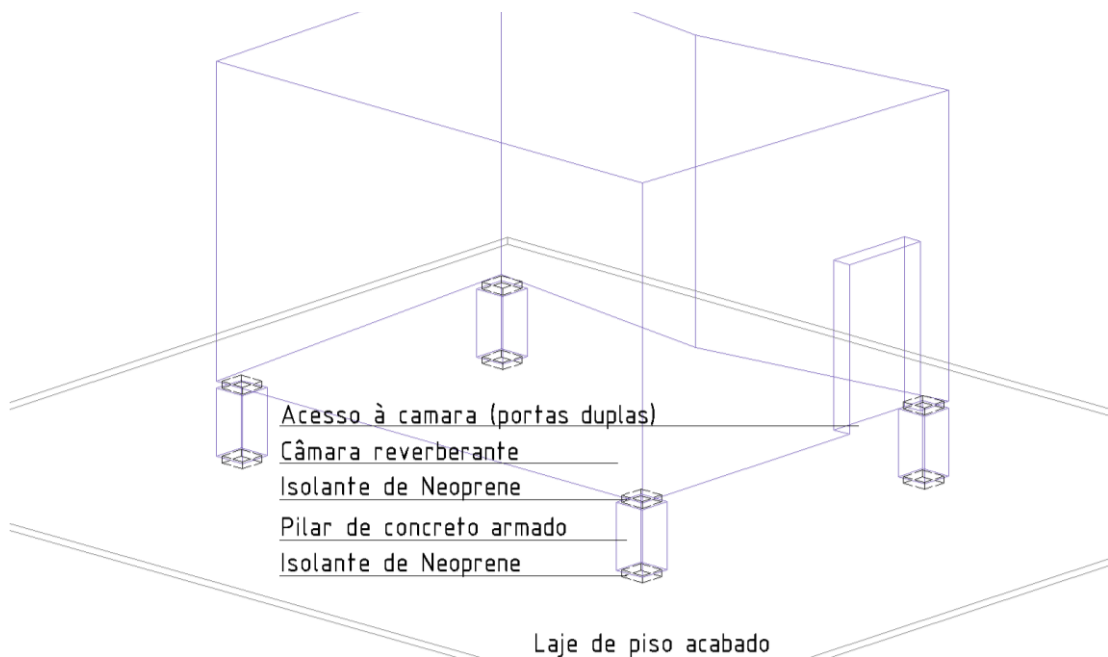 Acesso à camara (portas duplas)
Câmara reverberante
Isolante de Neoprene
Pilar de concreto armado
Isolante de Neoprene
Laje de piso acabado